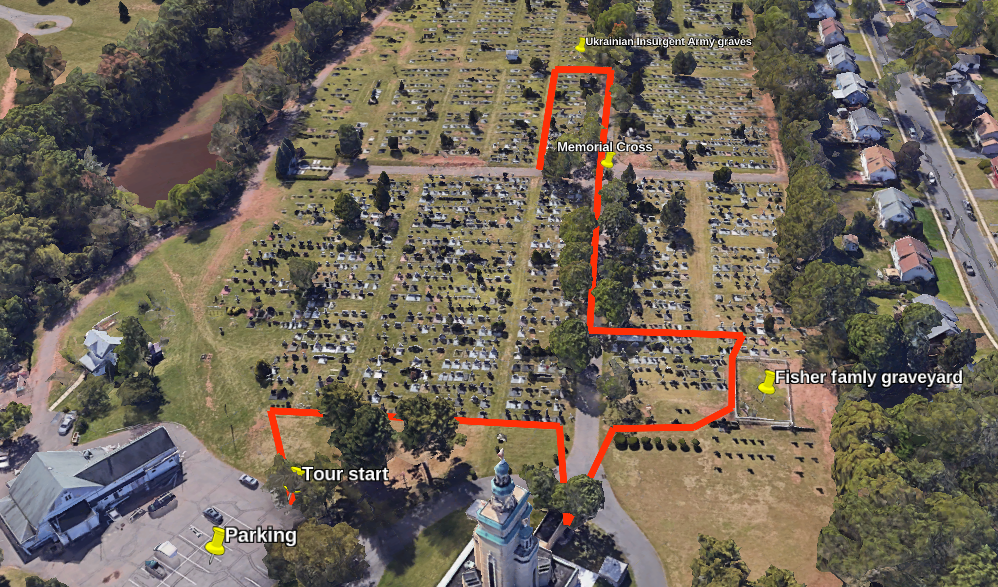 Ukrainian Insurgent Army graves
Memorial Cross
Fisher famly graveyard
Tour start
Parking